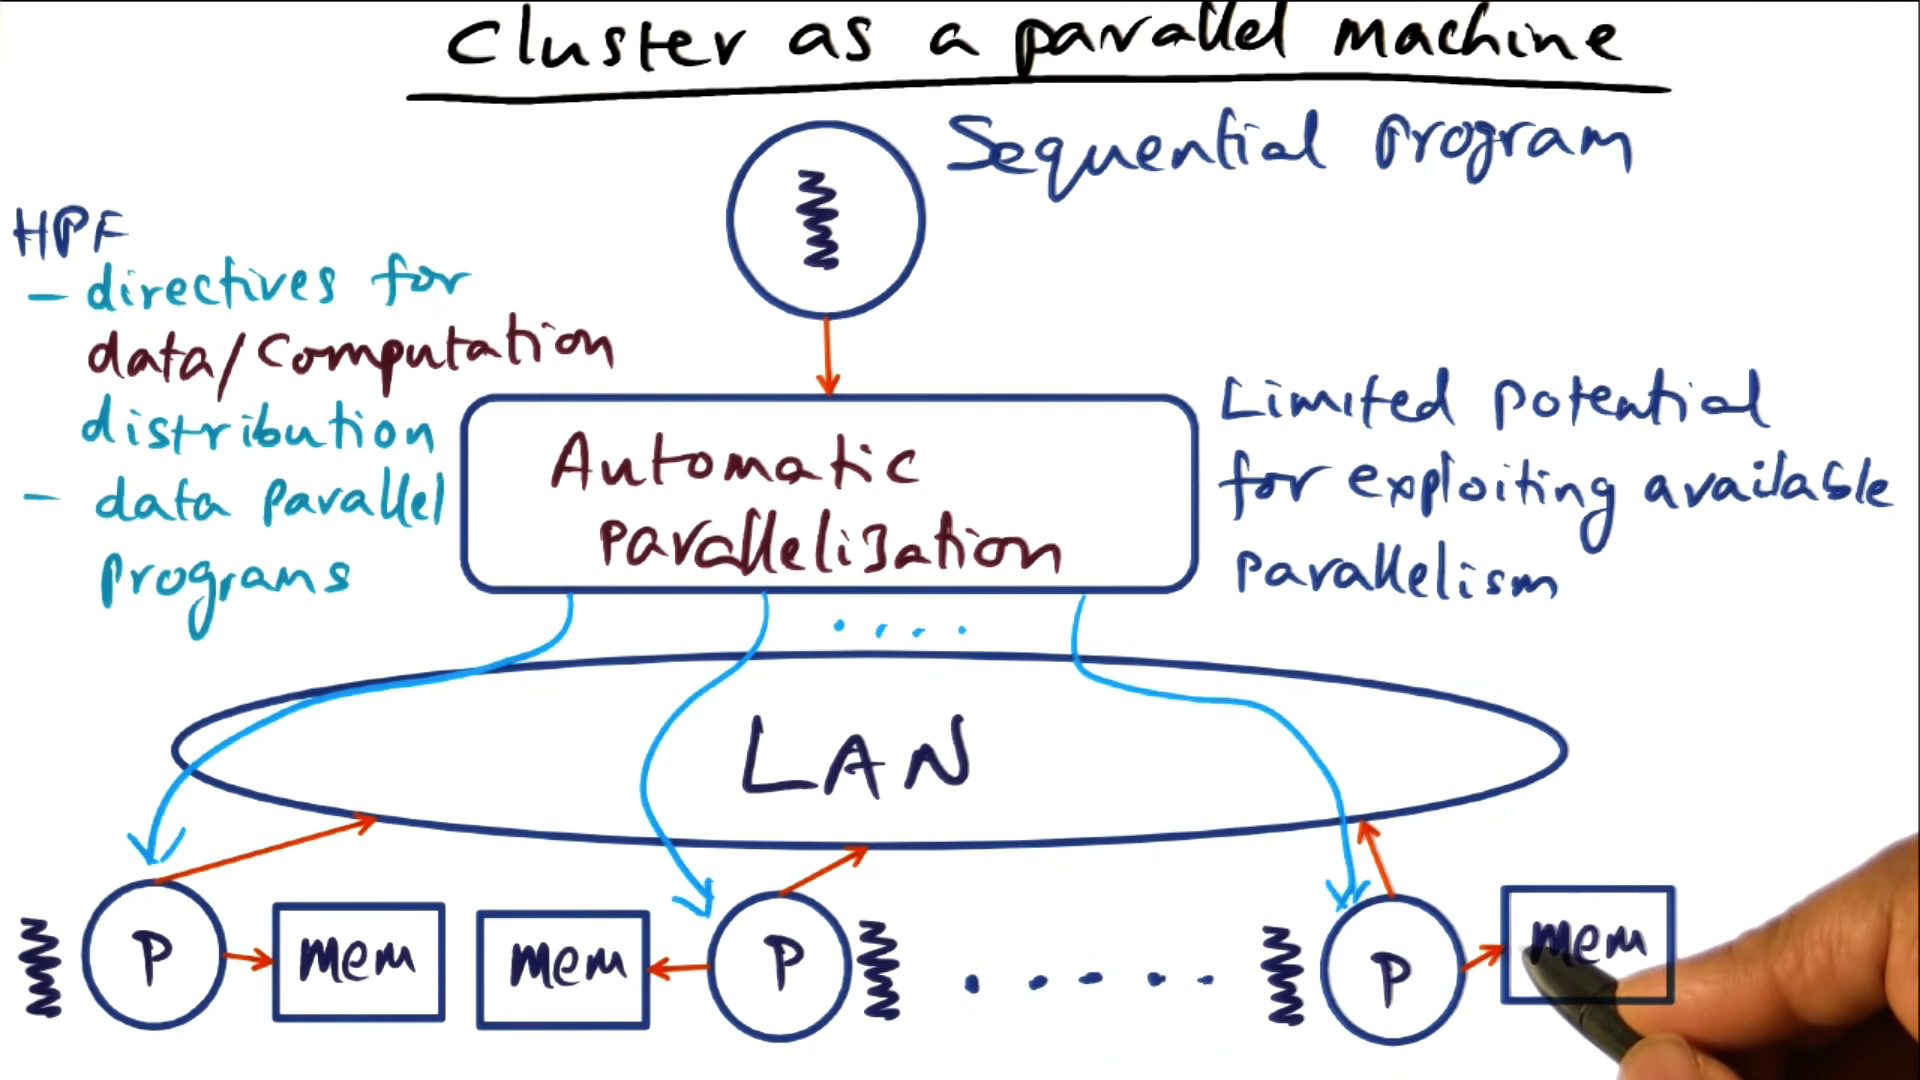 Cluster as a parallel machine
Sequential program
HPF
- directives for
data/Computation
distribution
- data parallel
programs
Automatic
parallelization
Limited potential
for exploiting available
parallelism
. . . .
LAN
P
mem
mem
P
. . . . .
P
mem